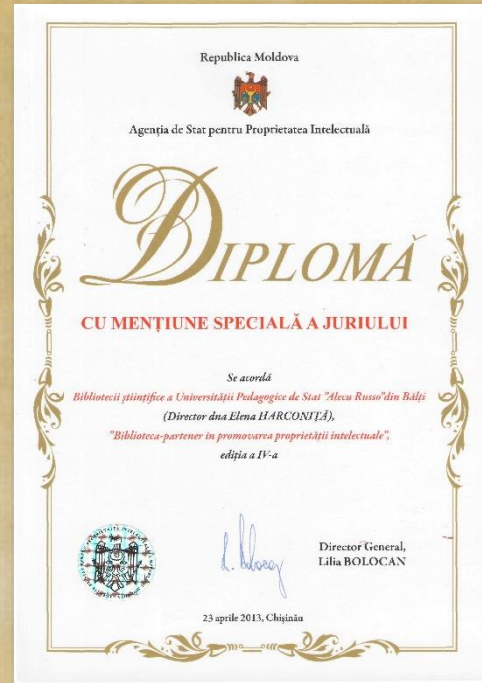 Republica Moldova
Agenția de Stat pentru Proprietatea Intelectuală
DIPLOMĂ
CU MENȚIUNE SPECIALĂ A JURIULUI
Se acordă
Bibliotecii științifice a Universității Pedagogice de Stat "Alecu Russo"din Bălți
(Director dna Elena HARCONIȚĂ),
"Biblioteca-partener in promovarea proprietății intelectuale",
ediția a IV-a
Director General,
Lilia BOLOCAN
23 aprile 2013, Chișinău